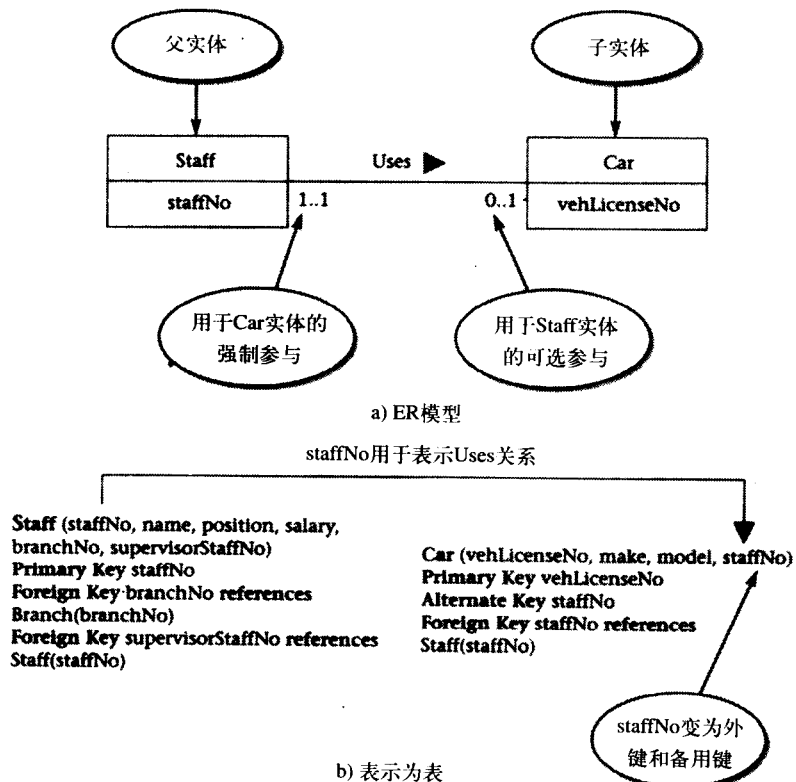 父实体
子实体
Staff
Uses
Car
staffNo
1..1
0..1
vehLicenseNo
用于Car实体的
强制参与
用于Staff实体
的可选参与
a) ER模型
staffNo用于表示Uses关系
Staff (staffNo, name, position, salary,
branchNo, supervisorStaffNo)
Primary Key staffNo
Foreign Key branchNo references
Branch(branchNo)
Foreign Key supervisorStaffNo references
Staff(staffNo)
Car (vehLicenseNo, make, model, staffNo)
Primary Key vehLicenseNo
Alternate Key staffNo
Foreign Key staffNo references
Staff(staffNo)
staffNo变为外
键和备用键
b) 表示为表